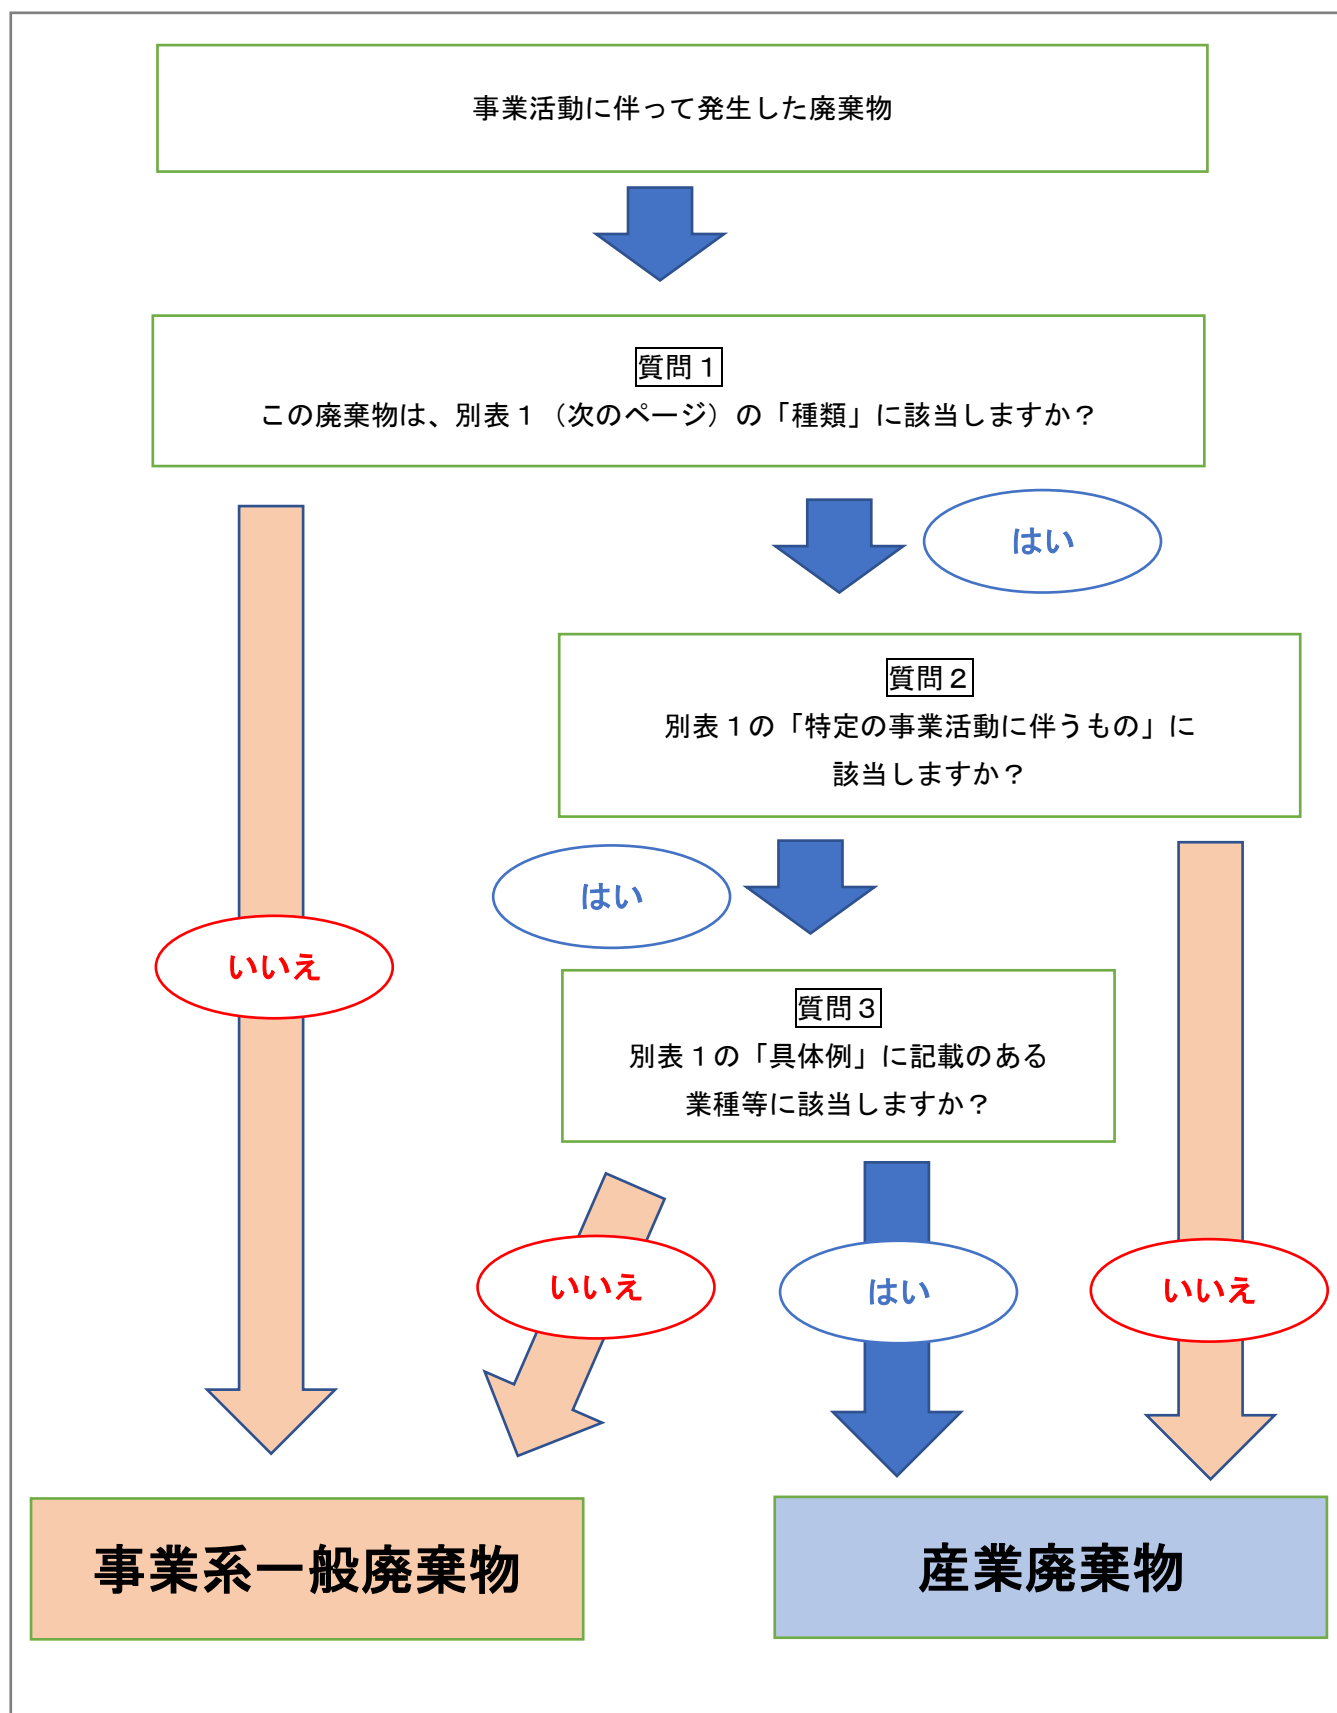 事業活動に伴って発生した廃棄物
質問１
この廃棄物は、別表１（次のページ）の「種類」に該当しますか？
はい
質問２
別表１の「特定の事業活動に伴うもの」に
該当しますか？
はい
いいえ
質問３
別表１の「具体例」に記載のある
業種等に該当しますか？
いいえ
はい
いいえ
事業系一般廃棄物
産業廃棄物